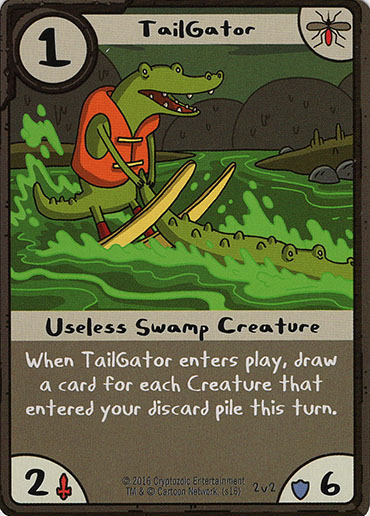 1
TailGator
Useless Swamp Creature
When TailGator enters play, draw
a card for each Creature that
entered your discard pile this turn.
2
© 2016 Cryptozoic Entertainment
TM & © Cartoon Network. (s16)
2v2
6